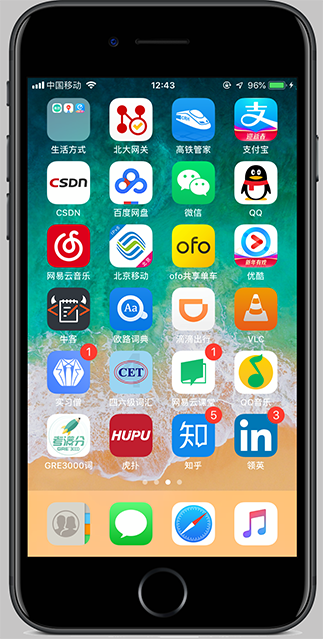 中国移动 12:43 96%
生活方式 北大网关 高铁管家 支付宝
CSDN
CSDN 百度网盘 微信 QQ
ofo
网易云音乐 北京移动 ofo共享单车 优酷
Aa
牛客 欧路词典 滴滴出行 VLC
1 1
CET
实习僧 四六级词汇 网易云课堂 QQ音乐
5 3
考满分 HUPU 知 in
GRE3000词 虎扑 知乎 领英